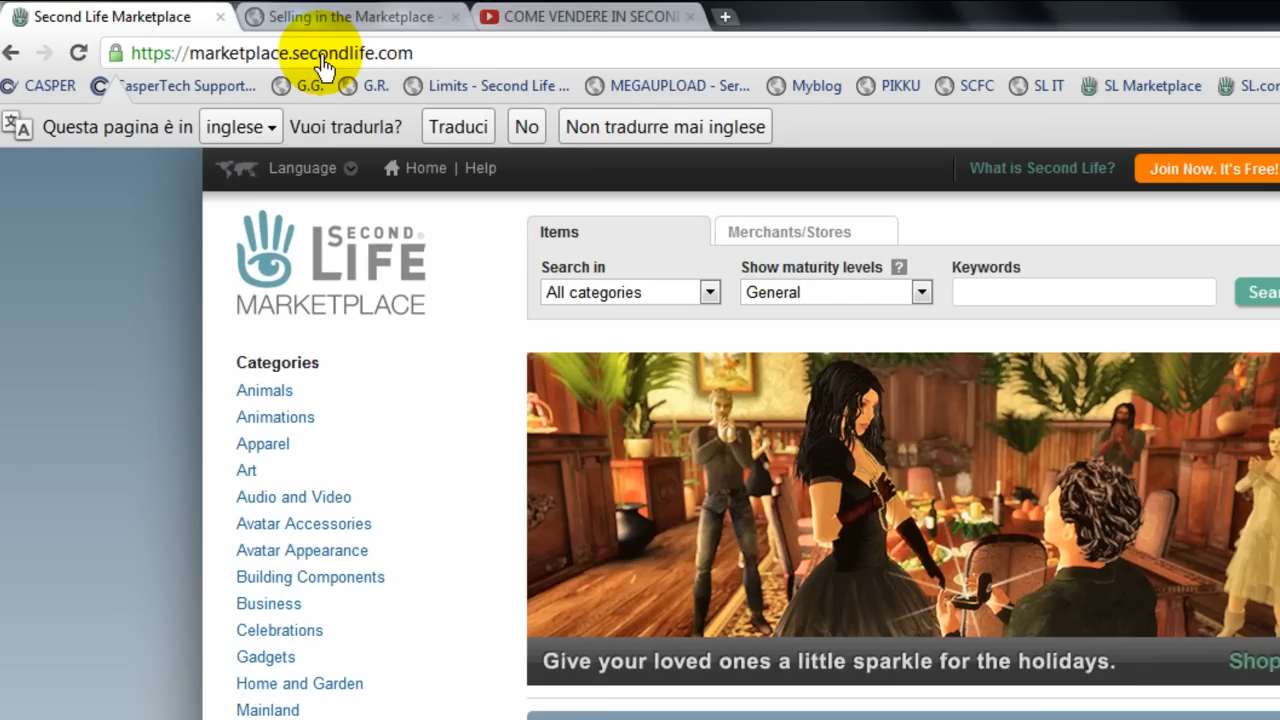 Second Life Marketplace
Selling in the Marketplace -
COME VENDERE IN SECON
https://marketplace.secondlife.com
CASPER
CasperTech Support...
G.G.
G.R.
Limits - Second Life ...
MEGAUPLOAD - Ser...
Myblog
PIKKU
SCFC
SL IT
SL Marketplace
SL.co
Questa pagina è in inglese Vuoi tradurla? Traduci No Non tradurre mai inglese
Language Home | Help
What is Second Life?
Join Now. It's Free!
SECOND LIFE
MARKETPLACE
Items
Merchants/Stores
Search in
Show maturity levels ?
Keywords
All categories
General
Sea
Categories
Animals
Animations
Apparel
Art
Audio and Video
Avatar Accessories
Avatar Appearance
Building Components
Business
Celebrations
Gadgets
Home and Garden
Mainland
Give your loved ones a little sparkle for the holidays.
Shop